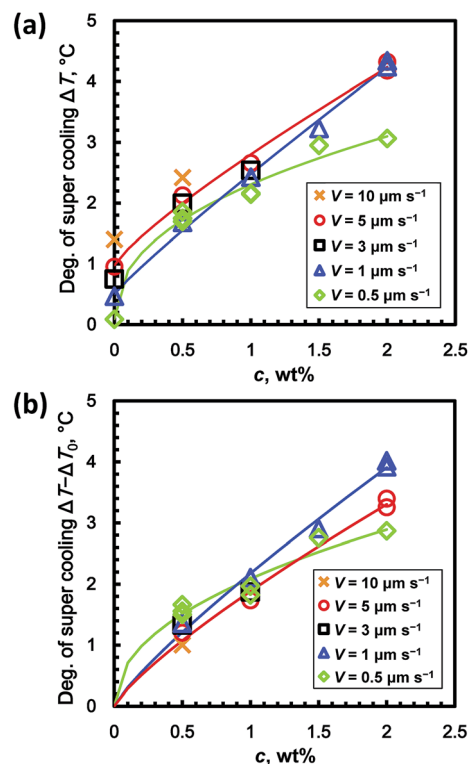 (a)
5
4
3
2
1
0
Deg. of super cooling ΔT, °C
V = 10 µm s⁻¹
V = 5 µm s⁻¹
V = 3 µm s⁻¹
V = 1 µm s⁻¹
V = 0.5 µm s⁻¹
0 0.5 1 1.5 2 2.5
c, wt%
(b)
5
4
3
2
1
0
Deg. of super cooling ΔT−ΔT₀, °C
V = 10 µm s⁻¹
V = 5 µm s⁻¹
V = 3 µm s⁻¹
V = 1 µm s⁻¹
V = 0.5 µm s⁻¹
0 0.5 1 1.5 2 2.5
c, wt%